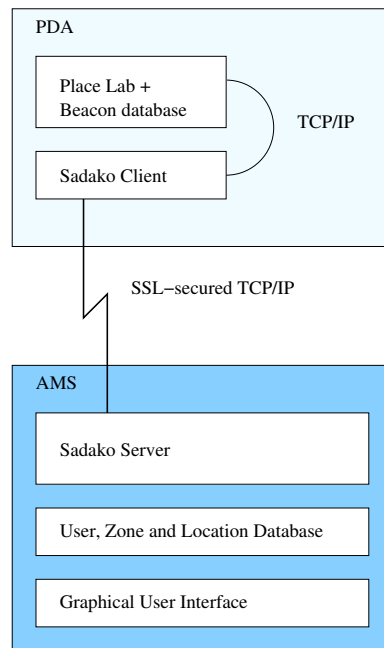 PDA
Place Lab +
Beacon database
TCP/IP
Sadako Client
SSL−secured TCP/IP
AMS
Sadako Server
User, Zone and Location Database
Graphical User Interface